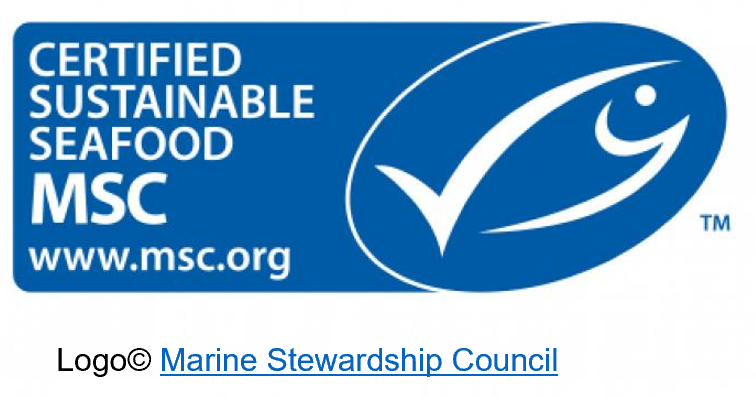 CERTIFIED
SUSTAINABLE
SEAFOOD
MSC
www.msc.org
TM
Logo© Marine Stewardship Council